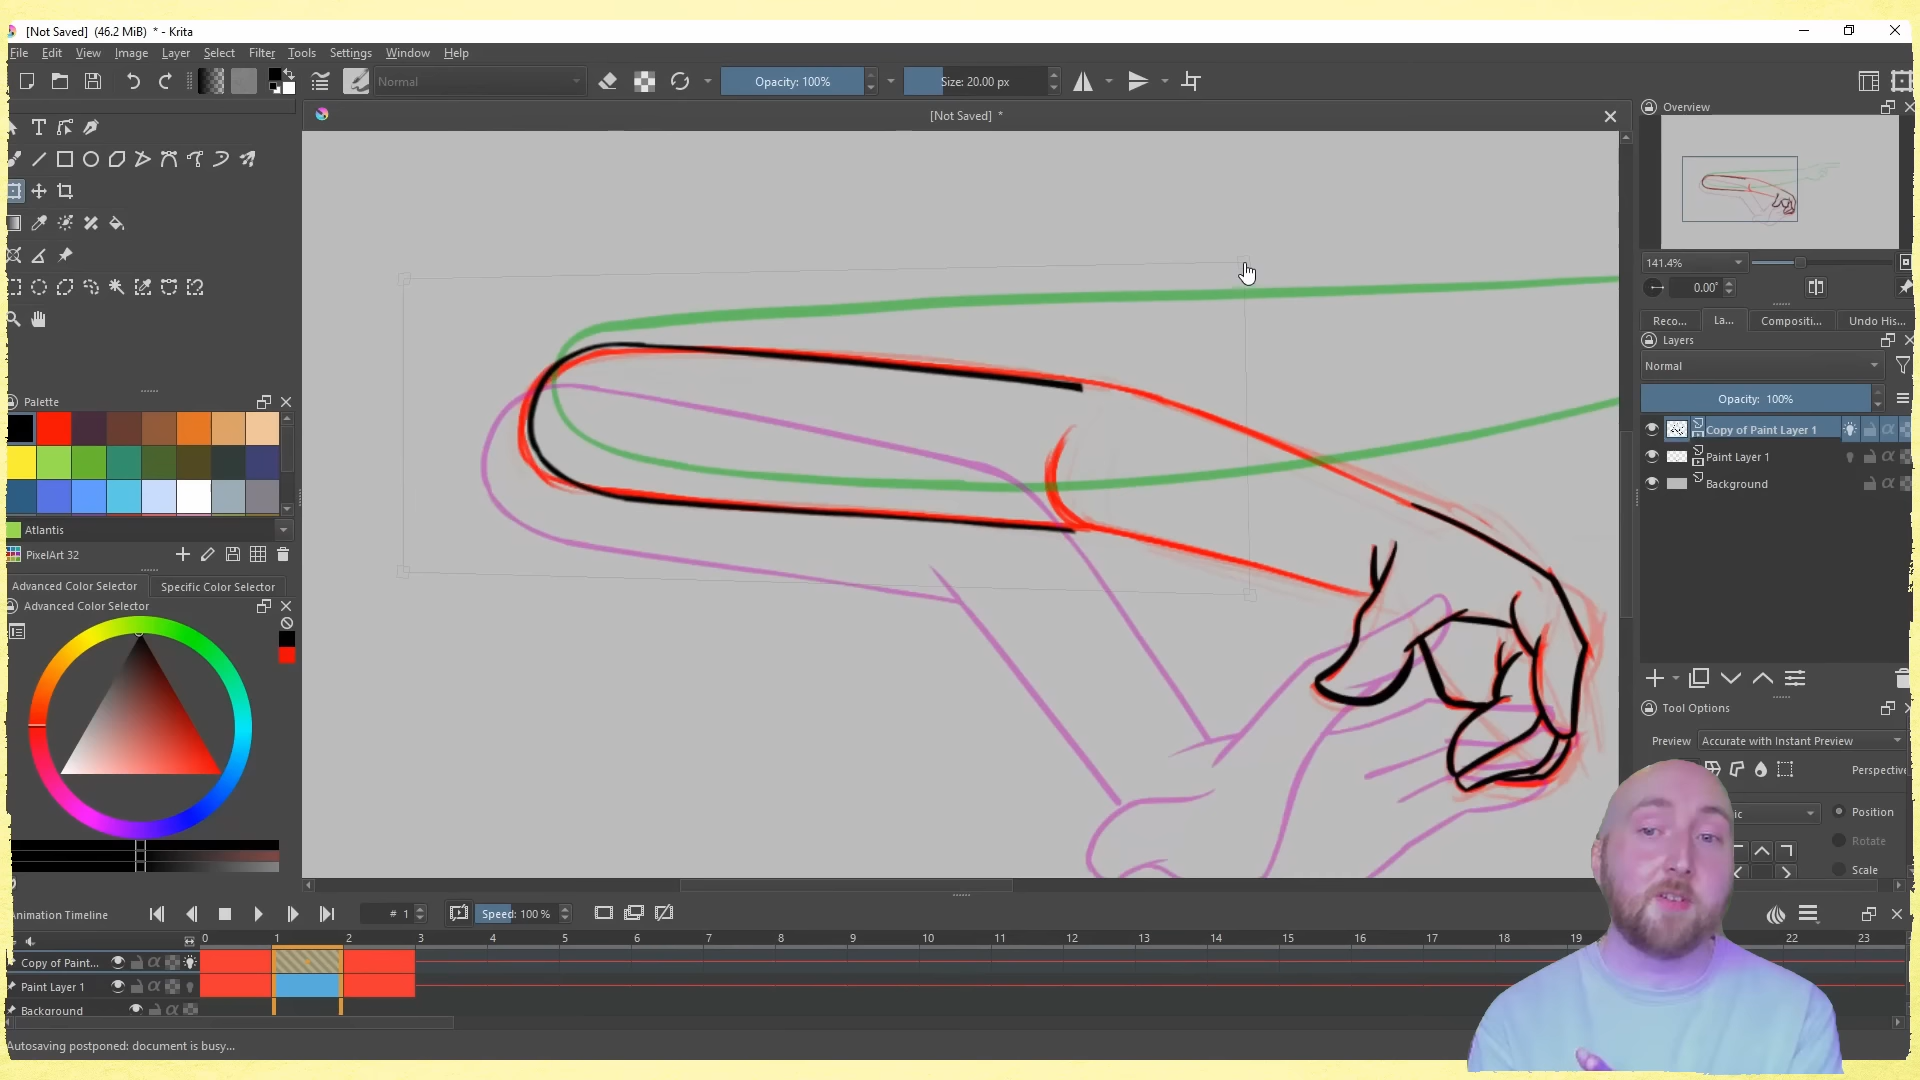 [Not Saved] (46.2 MiB) * - Krita
File Edit View Image Layer Select Filter Tools Settings Window Help
Normal
Opacity: 100%
Size: 20.00 px
[Not Saved] *
Overview
141.4%
0.00°
Reco... La... Compositi... Undo His...
Layers
Normal
Opacity: 100%
Copy of Paint Layer 1
Paint Layer 1
Background
Tool Options
Preview Accurate with Instant Preview
Perspective
ic
Position
Rotate
Scale
Palette
Atlantis
PixelArt 32
Advanced Color Selector Specific Color Selector
Advanced Color Selector
Animation Timeline
# 1
Speed: 100 %
0 1 2 3 4 5 6 7 8 9 10 11 12 13 14 15 16 17 18 19 22 23
Copy of Paint...
Paint Layer 1
Background
Autosaving postponed: document is busy...